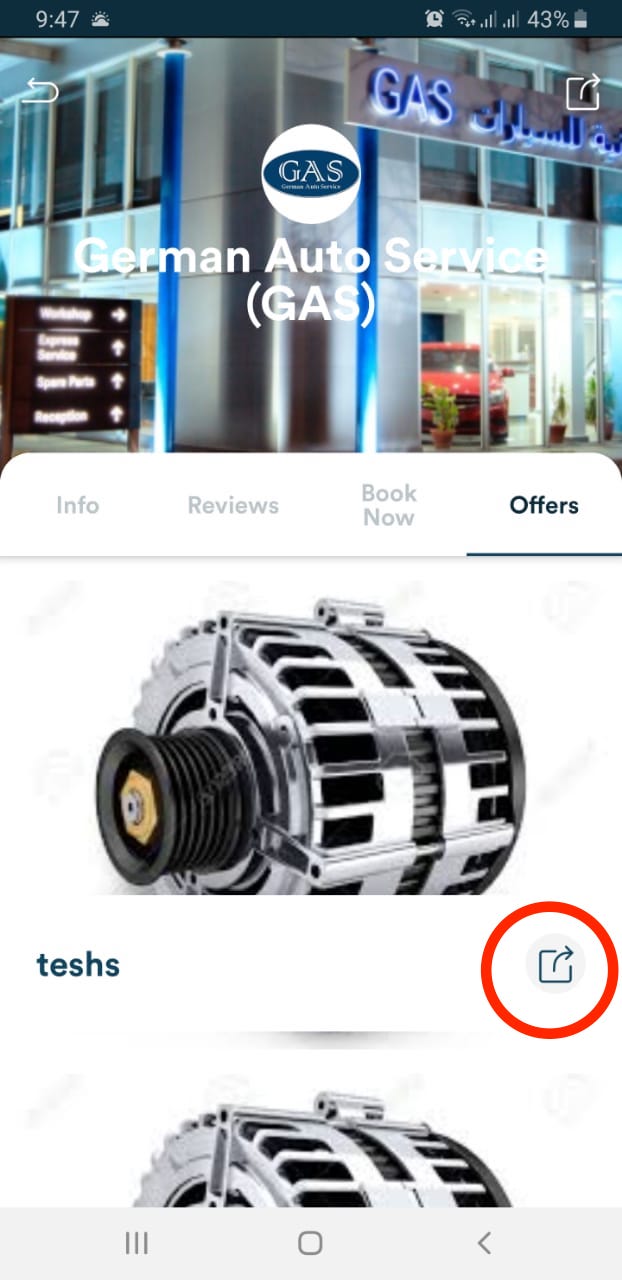 9:47
43%
GAS
للسيارات
GAS
German Auto Service
German Auto Service
(GAS)
Workshop
Express
Service
Spare Parts
Reception
Info
Reviews
Book
Now
Offers
teshs